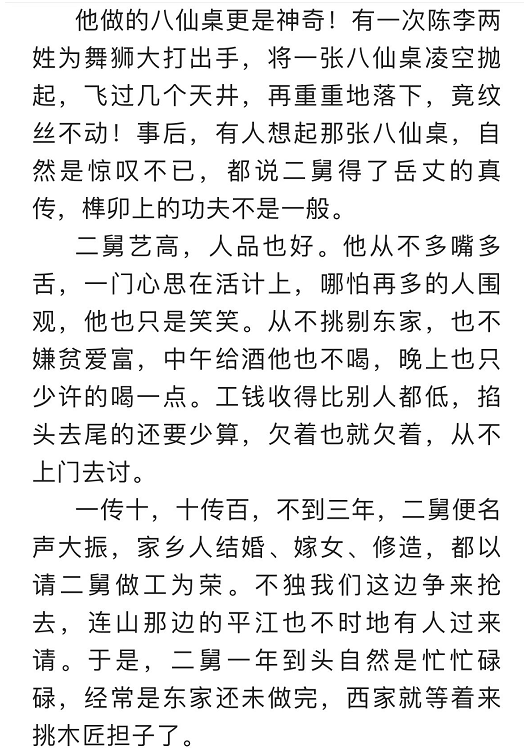 他做的八仙桌更是神奇！有一次陈李两
姓为舞狮大打出手，将一张八仙桌凌空抛
起，飞过几个天井，再重重地落下，竟纹
丝不动！事后，有人想起那张八仙桌，自
然是惊叹不已，都说二舅得了岳丈的真
传，榫卯上的功夫不是一般。
二舅艺高，人品也好。他从不多嘴多
舌，一门心思在活计上，哪怕再多的人围
观，他也只是笑笑。从不挑剔东家，也不
嫌贫爱富，中午给酒他也不喝，晚上也只
少许的喝一点。工钱收得比别人都低，掐
头去尾的还要少算，欠着也就欠着，从不
上门去讨。
一传十，十传百，不到三年，二舅便名
声大振，家乡人结婚、嫁女、修造，都以
请二舅做工为荣。不独我们这边争来抢
去，连山那边的平江也不时地有人过来
请。于是，二舅一年到头自然是忙忙碌
碌，经常是东家还未做完，西家就等着来
挑木匠担子了。